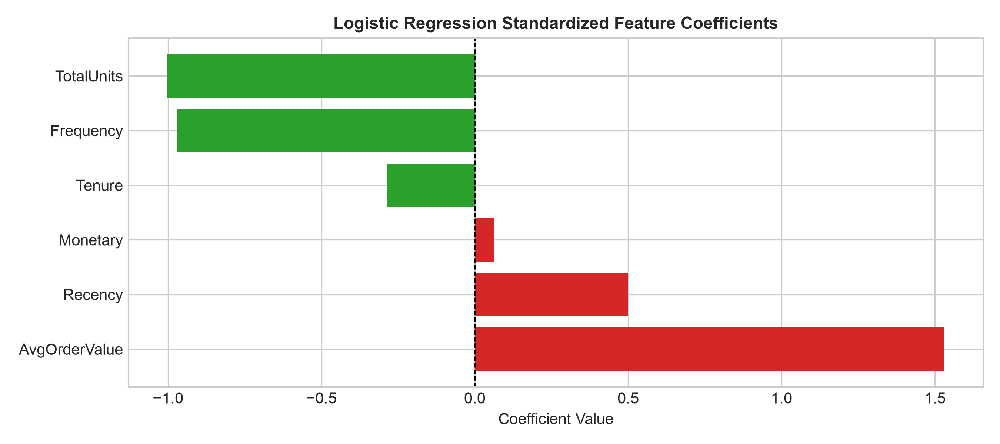 Logistic Regression Standardized Feature Coefficients
TotalUnits
Frequency
Tenure
Monetary
Recency
AvgOrderValue
−1.0 −0.5 0.0 0.5 1.0 1.5
Coefficient Value